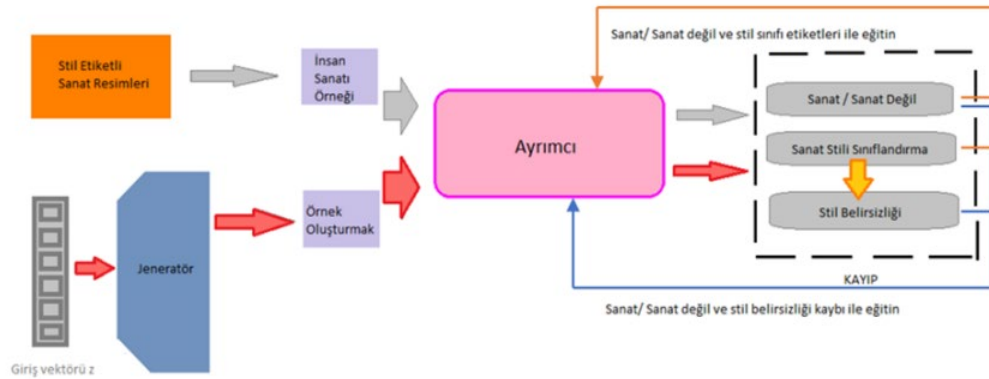 Sanat/ Sanat değil ve stil sınıfı etiketleri ile eğitin
Stil Etiketli
Sanat Resimleri
İnsan
Sanatı
Örneği
Ayrımcı
Sanat / Sanat Değil
Sanat Stili Sınıflandırma
Stil Belirsizliği
Örnek
Oluşturmak
Jeneratör
KAYIP
Sanat/ Sanat değil ve stil belirsizliği kaybı ile eğitin
Giriş vektörü z